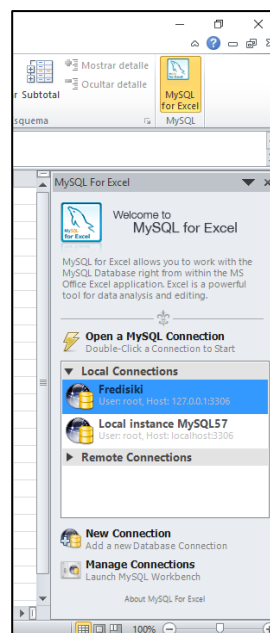 Mostrar detalle
Ocultar detalle
r Subtotal
MySQL
for Excel
squema
MySQL
MySQL For Excel
MySQL
for Excel
Welcome to
MySQL for Excel
MySQL for Excel allows you to work with the
MySQL Database right from within the MS
Office Excel application. Excel is a powerful
tool for data analysis and editing.
Open a MySQL Connection
Double-Click a Connection to Start
Local Connections
Fredisiki
User: root, Host: 127.0.0.1:3306
Local instance MySQL57
User: root, Host: localhost:3306
Remote Connections
New Connection
Add a new Database Connection
Manage Connections
Launch MySQL Workbench
About MySQL for Excel
100%